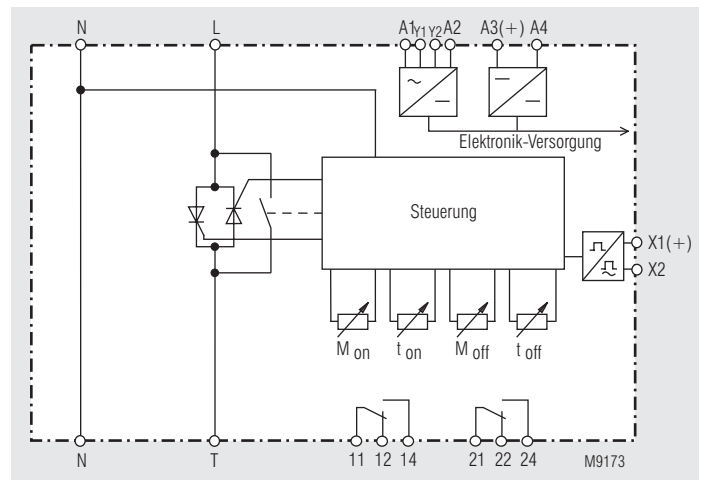 N L A1 Y1 Y2 A2 A3(+) A4
Elektronik-Versorgung
Steuerung
X1(+)
X2
M on t on M off t off
N T 11 12 14 21 22 24 M9173